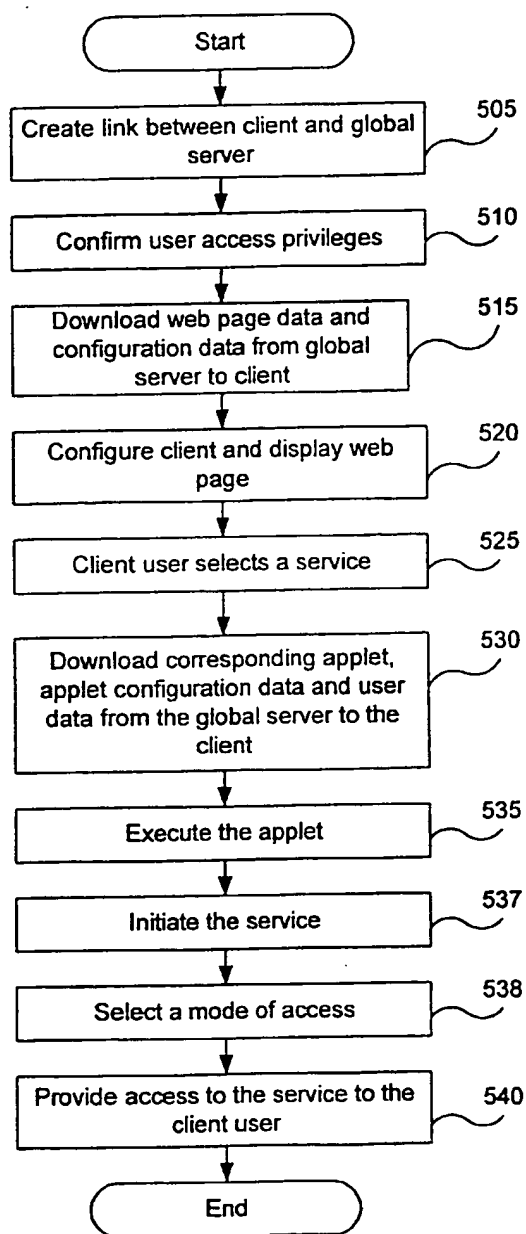 Start
Create link between client and global
server
505
Confirm user access privileges
510
Download web page data and
configuration data from global
server to client
515
Configure client and display web
page
520
Client user selects a service
525
Download corresponding applet,
applet configuration data and user
data from the global server to the
client
530
Execute the applet
535
Initiate the service
537
Select a mode of access
538
Provide access to the service to the
client user
540
End